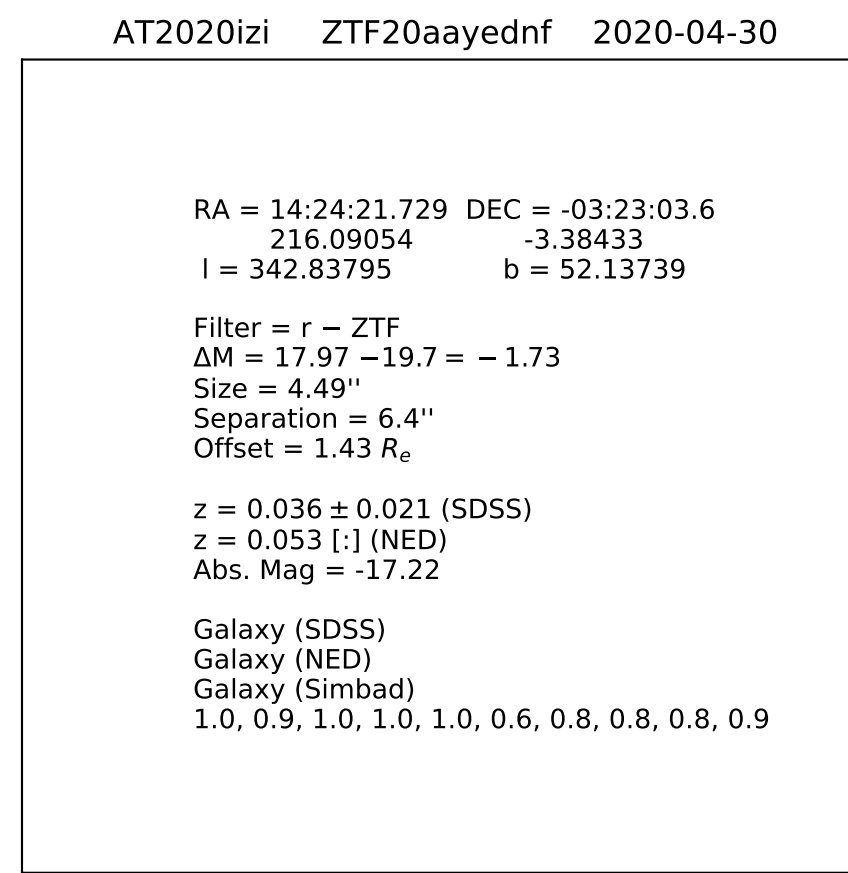 AT2020izi ZTF20aayednf 2020-04-30
RA = 14:24:21.729 DEC = -03:23:03.6
216.09054 -3.38433
l = 342.83795 b = 52.13739
Filter = r − ZTF
ΔM = 17.97 −19.7 = − 1.73
Size = 4.49''
Separation = 6.4''
Offset = 1.43 Rₑ
z = 0.036 ± 0.021 (SDSS)
z = 0.053 [:] (NED)
Abs. Mag = -17.22
Galaxy (SDSS)
Galaxy (NED)
Galaxy (Simbad)
1.0, 0.9, 1.0, 1.0, 1.0, 0.6, 0.8, 0.8, 0.8, 0.9